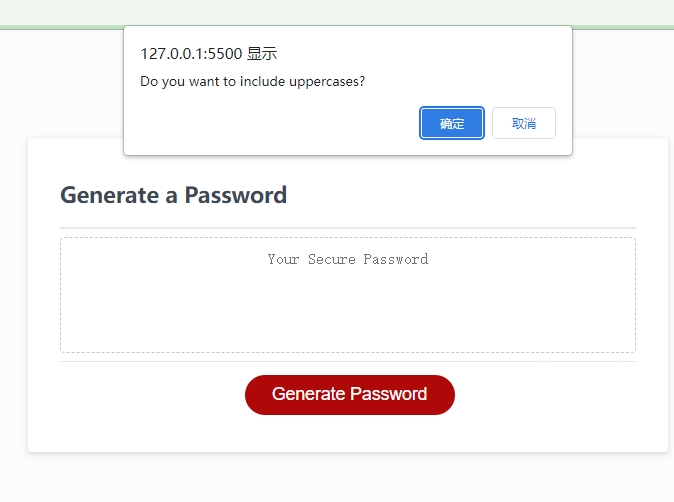 127.0.0.1:5500 显示
Do you want to include uppercases?
确定 取消
Generate a Password
Your Secure Password
Generate Password